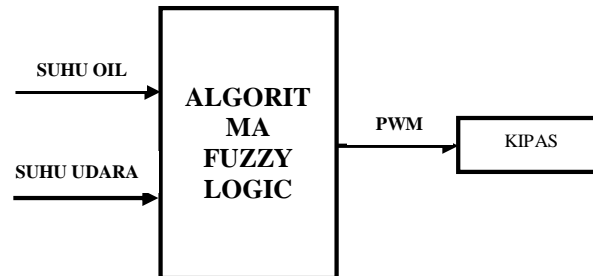 SUHU OIL
SUHU UDARA
ALGORIT
MA
FUZZY
LOGIC
PWM
KIPAS